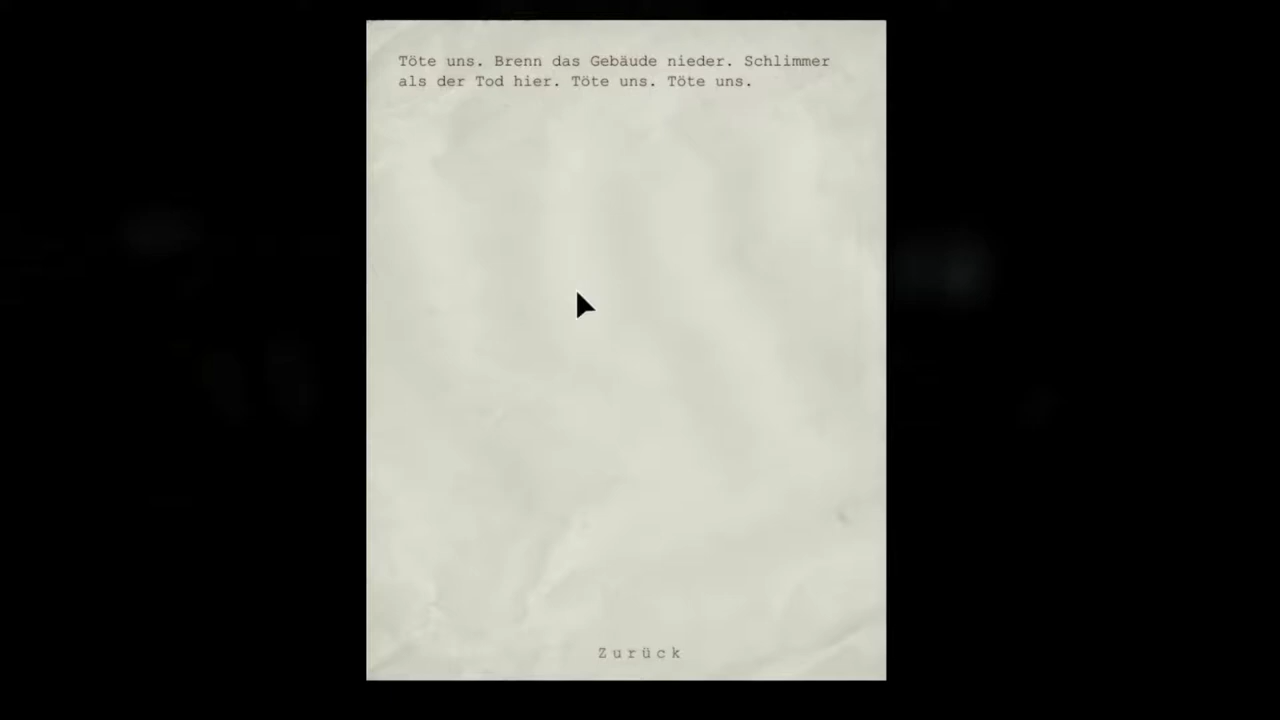 Töte uns. Brenn das Gebäude nieder. Schlimmer
als der Tod hier. Töte uns. Töte uns.
Zurück